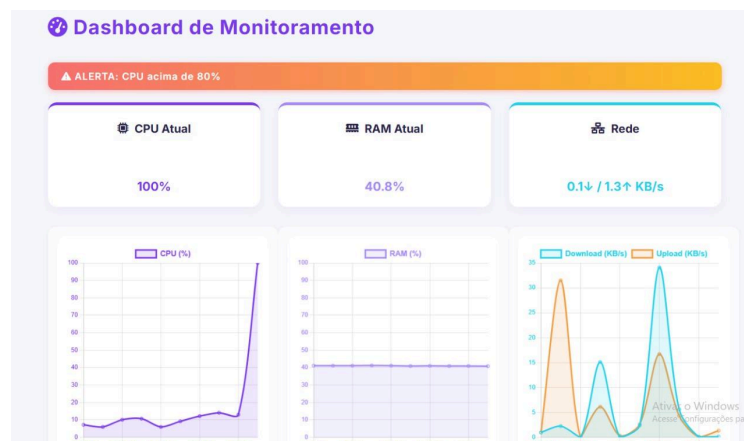 Dashboard de Monitoramento
ALERTA: CPU acima de 80%
CPU Atual
100%
RAM Atual
40.8%
Rede
0.1↓ / 1.3↑ KB/s
CPU (%)
100
90
80
70
60
50
40
30
20
10
0
RAM (%)
100
90
80
70
60
50
40
30
20
10
0
Download (KB/s) Upload (KB/s)
35
30
25
20
15
10
5
0
Ativar o Windows
Acesse Configurações pa